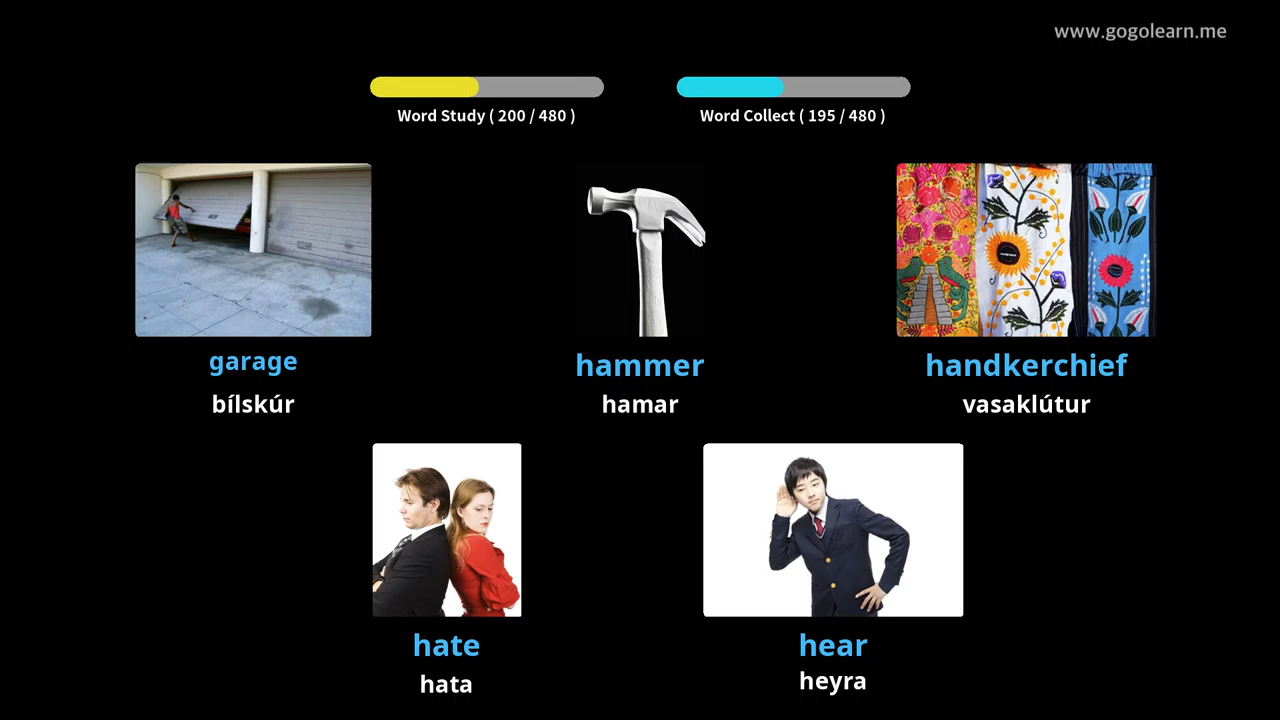 www.gogolearn.me
Word Study ( 200 / 480 )
Word Collect ( 195 / 480 )
garage
bílskúr
hammer
hamar
handkerchief
vasaklútur
hate
hata
hear
heyra